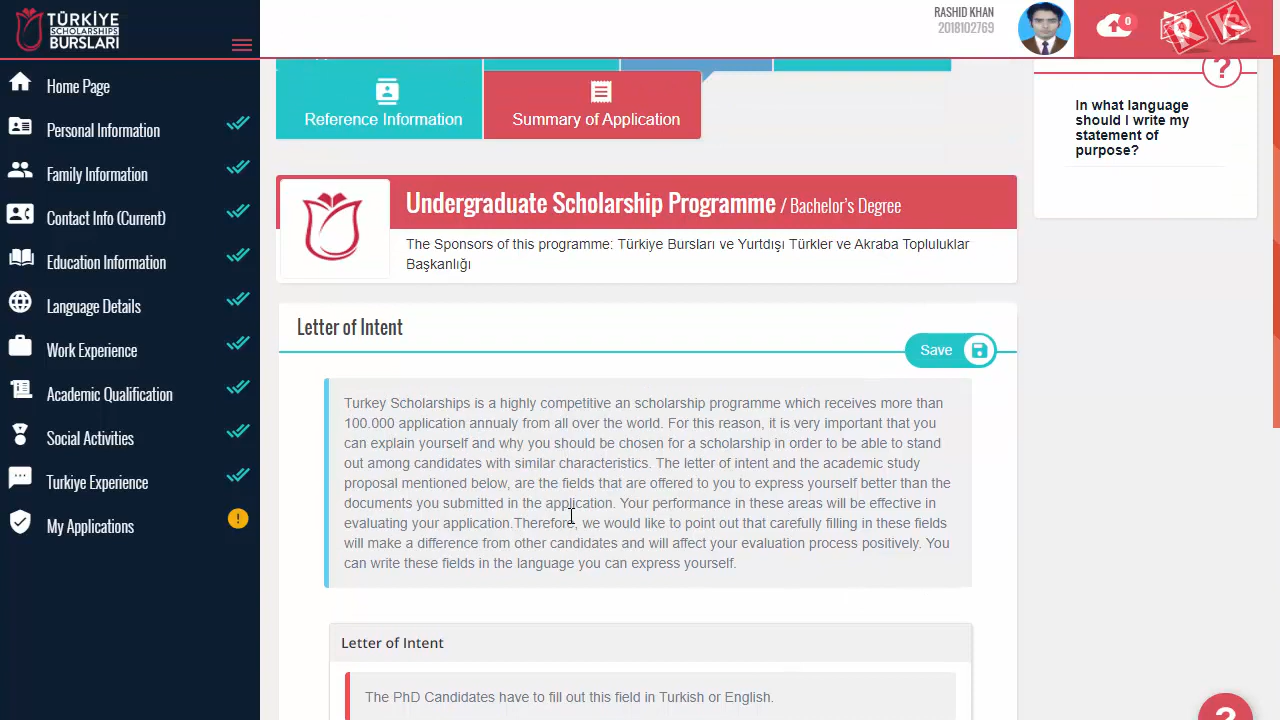 TÜRKİYE
SCHOLARSHIPS
BURSLARI
RASHID KHAN
2018102769
0
RK
Home Page
Personal Information
Family Information
Contact Info (Current)
Education Information
Language Details
Work Experience
Academic Qualification
Social Activities
Turkiye Experience
My Applications
!
Reference Information
Summary of Application
Undergraduate Scholarship Programme / Bachelor's Degree
The Sponsors of this programme: Türkiye Bursları ve Yurtdışı Türkler ve Akraba Topluluklar
Başkanlığı
Letter of Intent
Save
Turkey Scholarships is a highly competitive an scholarship programme which receives more than
100.000 application annualy from all over the world. For this reason, it is very important that you
can explain yourself and why you should be chosen for a scholarship in order to be able to stand
out among candidates with similar characteristics. The letter of intent and the academic study
proposal mentioned below, are the fields that are offered to you to express yourself better than the
documents you submitted in the application. Your performance in these areas will be effective in
evaluating your application.Therefore, we would like to point out that carefully filling in these fields
will make a difference from other candidates and will affect your evaluation process positively. You
can write these fields in the language you can express yourself.
Letter of Intent
The PhD Candidates have to fill out this field in Turkish or English.
?
In what language
should I write my
statement of
purpose?
?